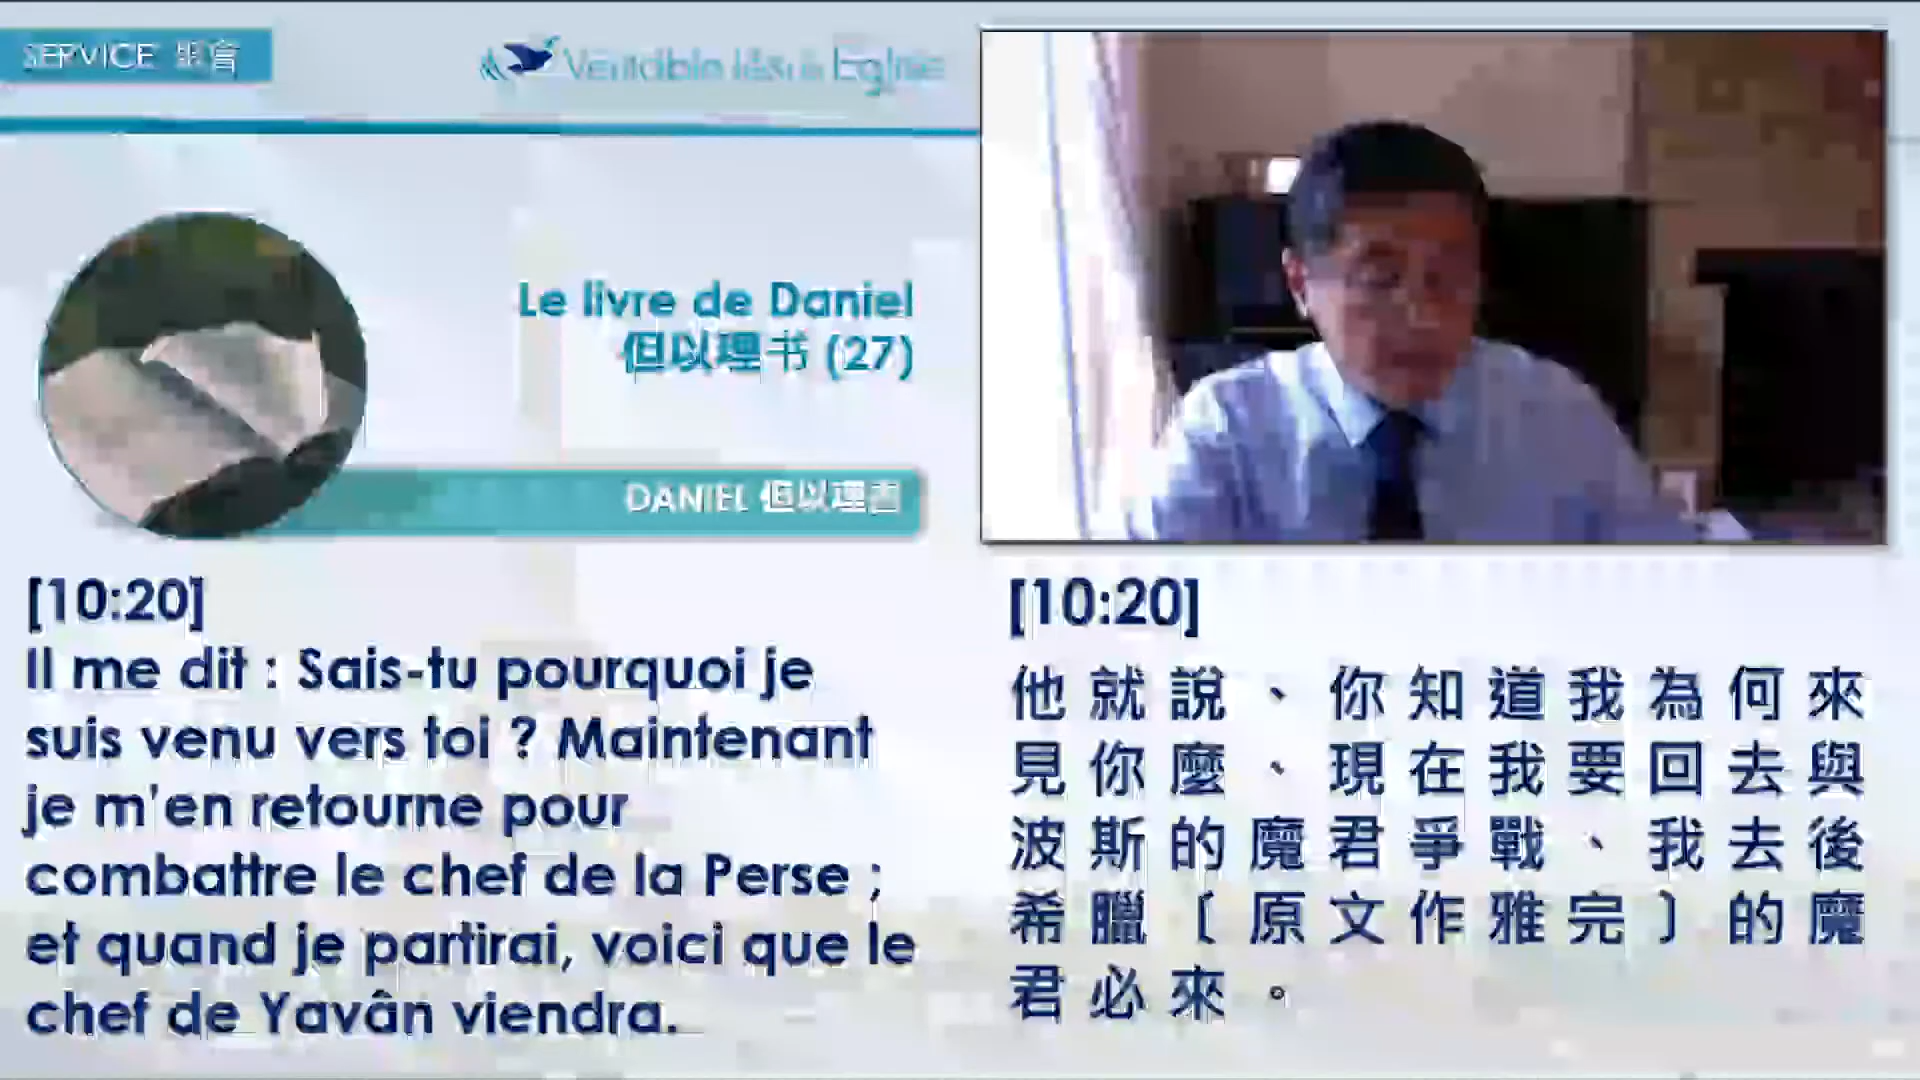 SERVICE 聚會
Le livre de Daniel
但以理书 (27)
DANIEL 但以理書
[10:20]
Il me dit : Sais-tu pourquoi je
suis venu vers toi ? Maintenant
je m'en retourne pour
combattre le chef de la Perse ;
et quand je partirai, voici que le
chef de Yavân viendra.
[10:20]
他就說、你知道我為何來
見你麼、現在我要回去與
波斯的魔君爭戰、我去後
希臘〔原文作雅完〕的魔
君必來。